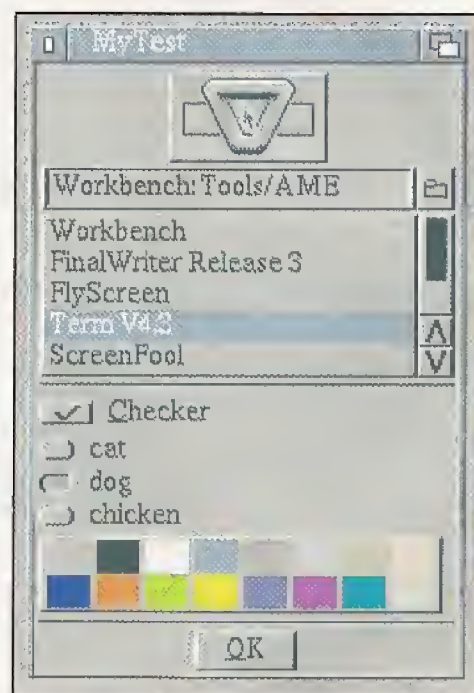 MyTest
Workbench:Tools/AME
Workbench
FinalWriter Release 3
FlyScreen
Term V4.3
ScreenFool
Checker
cat
dog
chicken
OK